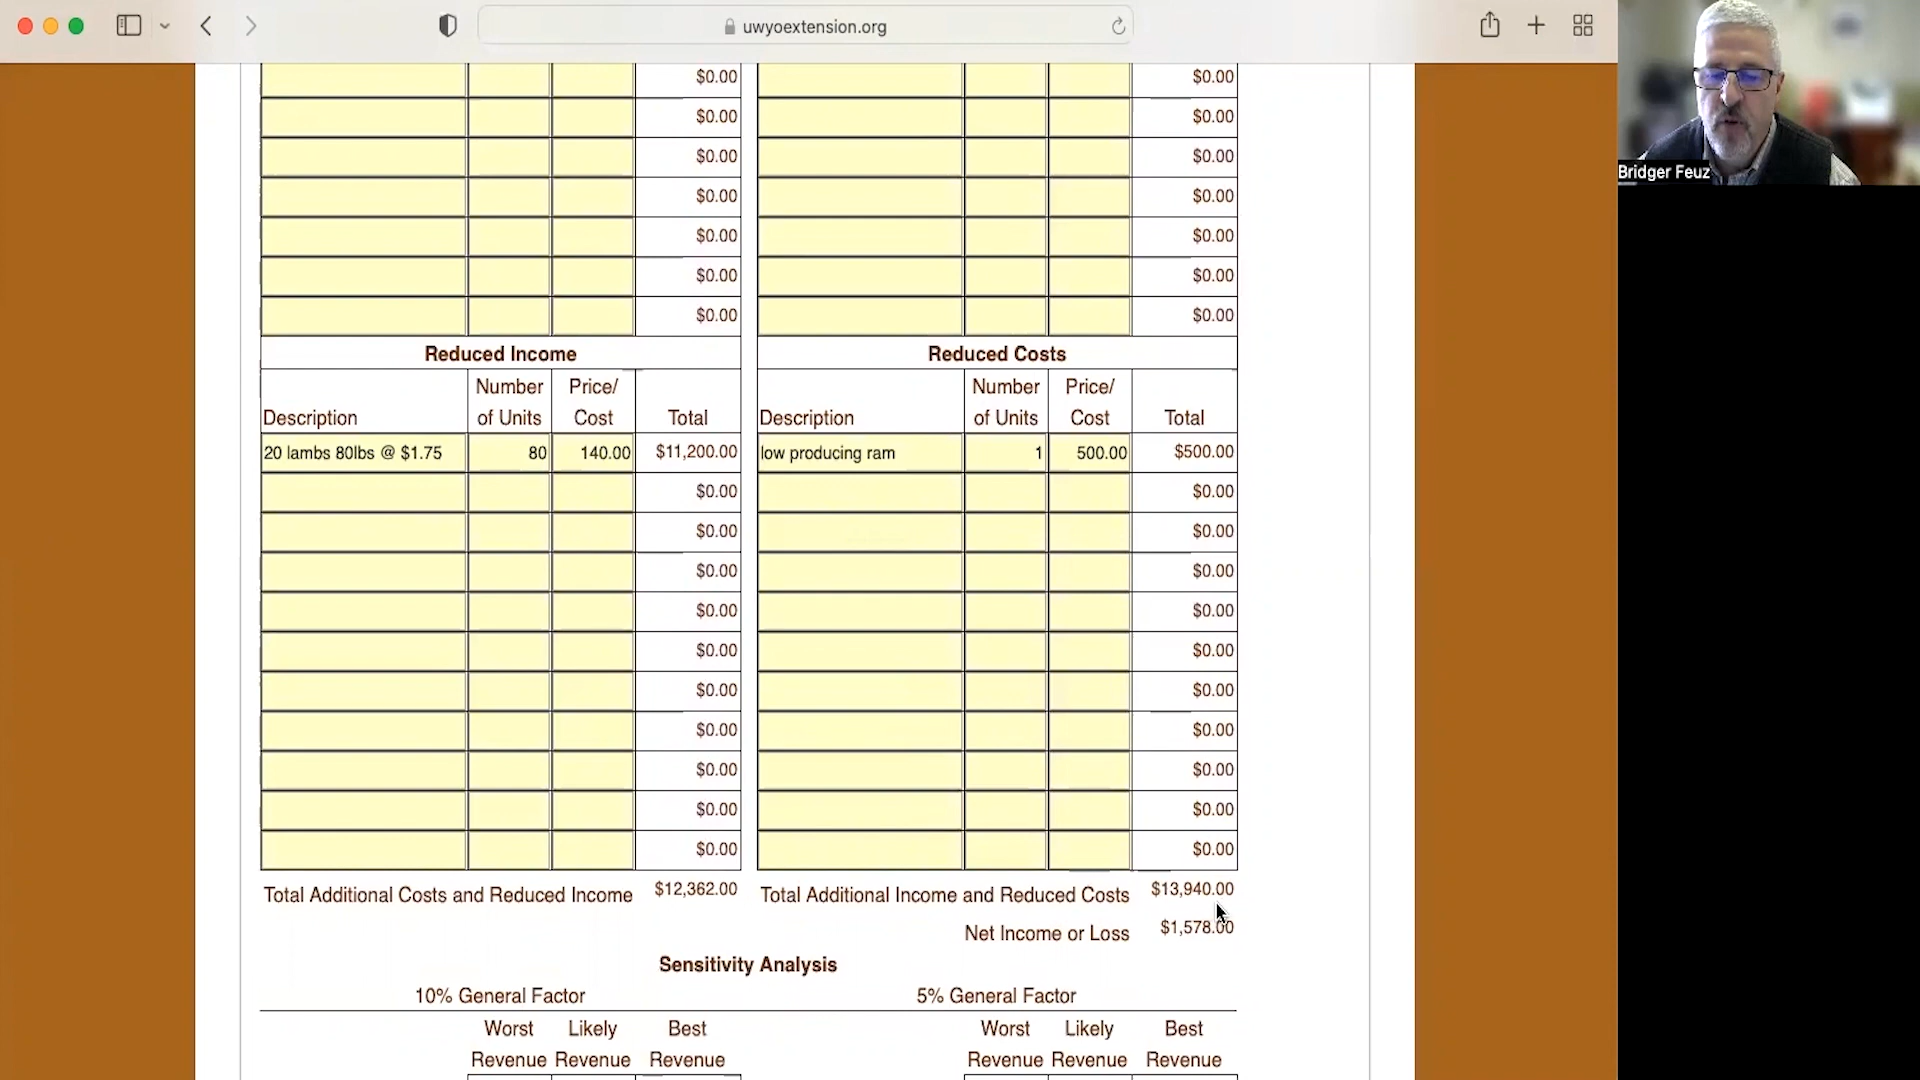 uwyoextension.org
Bridger Feuz
$0.00 $0.00
$0.00 $0.00
$0.00 $0.00
$0.00 $0.00
$0.00 $0.00
$0.00 $0.00
$0.00 $0.00
Reduced Income Reduced Costs
Number Price/ Number Price/
Description of Units Cost Total Description of Units Cost Total
20 lambs 80lbs @ $1.75 80 140.00 $11,200.00 low producing ram 1 500.00 $500.00
$0.00 $0.00
$0.00 $0.00
$0.00 $0.00
$0.00 $0.00
$0.00 $0.00
$0.00 $0.00
$0.00 $0.00
$0.00 $0.00
$0.00 $0.00
$0.00 $0.00
Total Additional Costs and Reduced Income $12,362.00 Total Additional Income and Reduced Costs $13,940.00
Net Income or Loss $1,578.00
Sensitivity Analysis
10% General Factor 5% General Factor
Worst Likely Best Worst Likely Best
Revenue Revenue Revenue Revenue Revenue Revenue